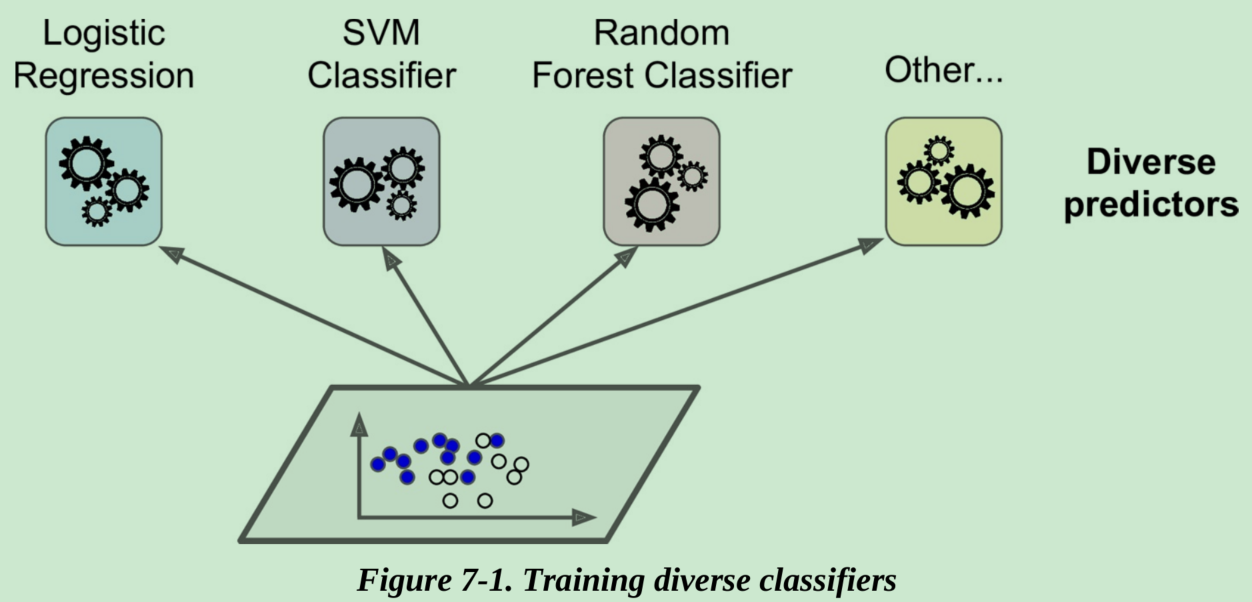 Logistic
Regression
SVM
Classifier
Random
Forest Classifier
Other...
Diverse
predictors
Figure 7-1. Training diverse classifiers